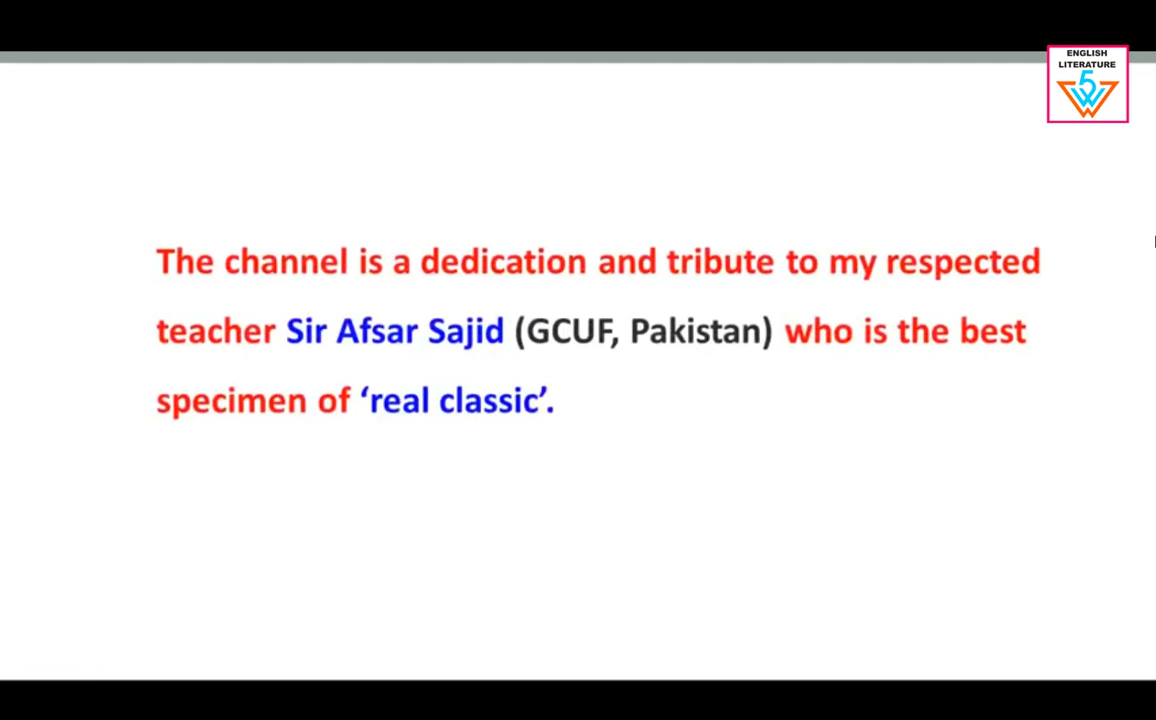 ENGLISH
LITERATURE
5
W
The channel is a dedication and tribute to my respected
teacher Sir Afsar Sajid (GCUF, Pakistan) who is the best
specimen of ‘real classic’.